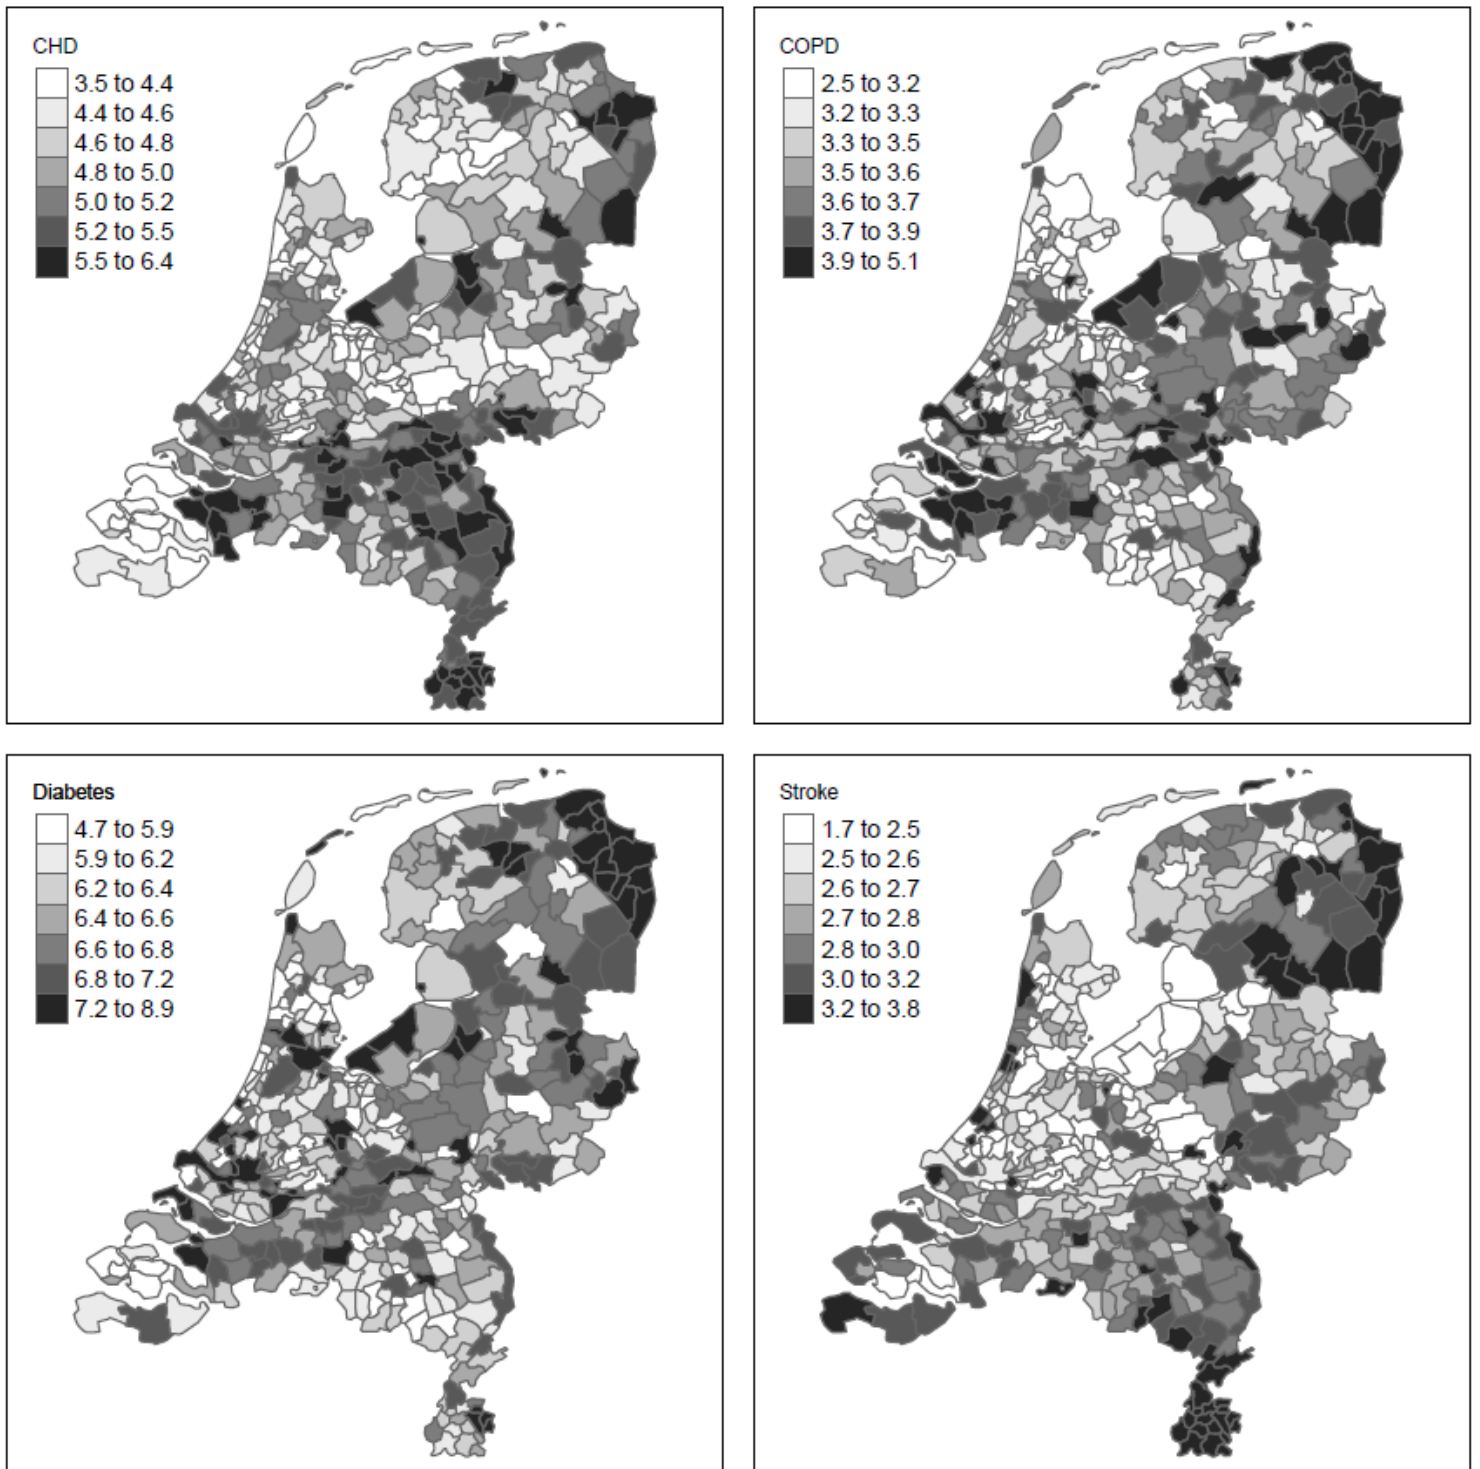 CHD
3.5 to 4.4
4.4 to 4.6
4.6 to 4.8
4.8 to 5.0
5.0 to 5.2
5.2 to 5.5
5.5 to 6.4
COPD
2.5 to 3.2
3.2 to 3.3
3.3 to 3.5
3.5 to 3.6
3.6 to 3.7
3.7 to 3.9
3.9 to 5.1
Diabetes
4.7 to 5.9
5.9 to 6.2
6.2 to 6.4
6.4 to 6.6
6.6 to 6.8
6.8 to 7.2
7.2 to 8.9
Stroke
1.7 to 2.5
2.5 to 2.6
2.6 to 2.7
2.7 to 2.8
2.8 to 3.0
3.0 to 3.2
3.2 to 3.8